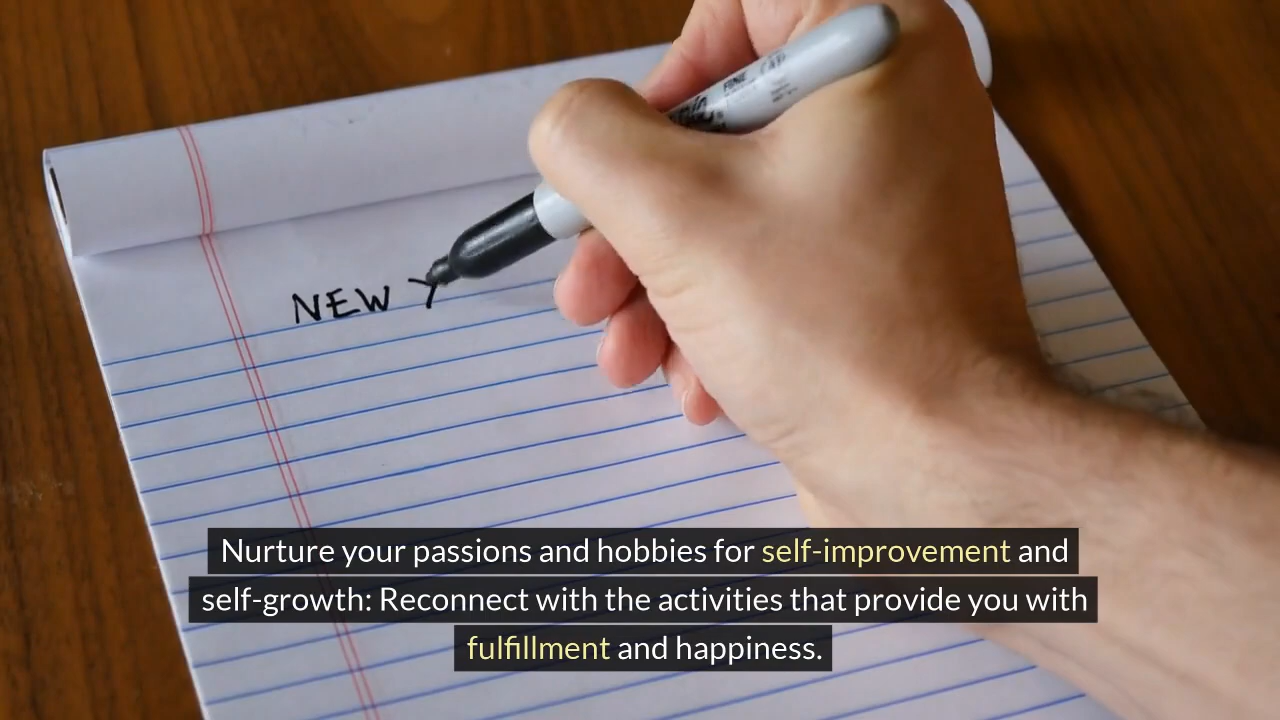 FINE
NEW Y
Nurture your passions and hobbies for self-improvement and
self-growth: Reconnect with the activities that provide you with
fulfillment and happiness.